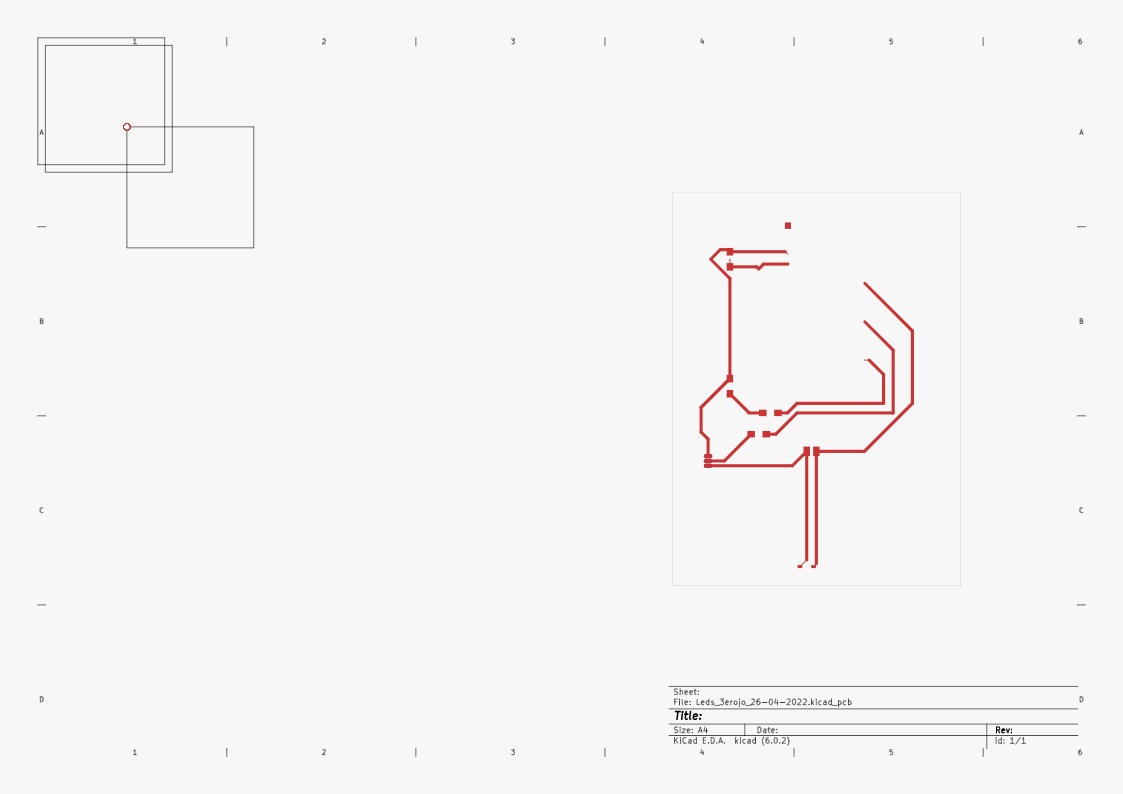 1 2 3 4 5 6
A A
B B
C C
D D
Sheet:
File: Leds_3erojo_26-04-2022.kicad_pcb
Title:
Size: A4 Date: Rev:
KiCad E.D.A. kicad (6.0.2) Id: 1/1
1 2 3 4 5 6